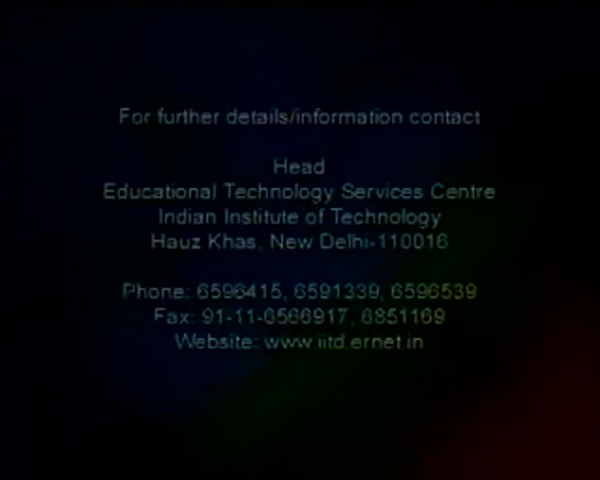 For further details/information contact
Head
Educational Technology Services Centre
Indian Institute of Technology
Hauz Khas, New Delhi-110016
Phone: 6596415, 6591339, 6596539
Fax: 91-11-6566917, 6851169
Website: www.iitd.ernet.in